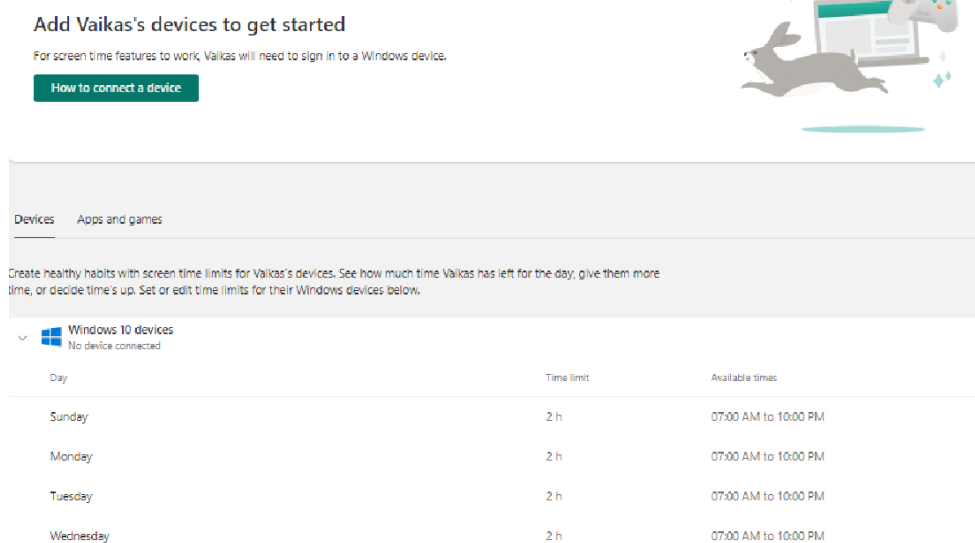 Add Vaikas's devices to get started
For screen time features to work, Vaikas will need to sign in to a Windows device.
How to connect a device
Devices Apps and games
Create healthy habits with screen time limits for Vaikas's devices. See how much time Vaikas has left for the day, give them more
time, or decide time's up. Set or edit time limits for their Windows devices below.
Windows 10 devices
No device connected
Day Time limit Available times
Sunday 2 h 07:00 AM to 10:00 PM
Monday 2 h 07:00 AM to 10:00 PM
Tuesday 2 h 07:00 AM to 10:00 PM
Wednesday 2 h 07:00 AM to 10:00 PM